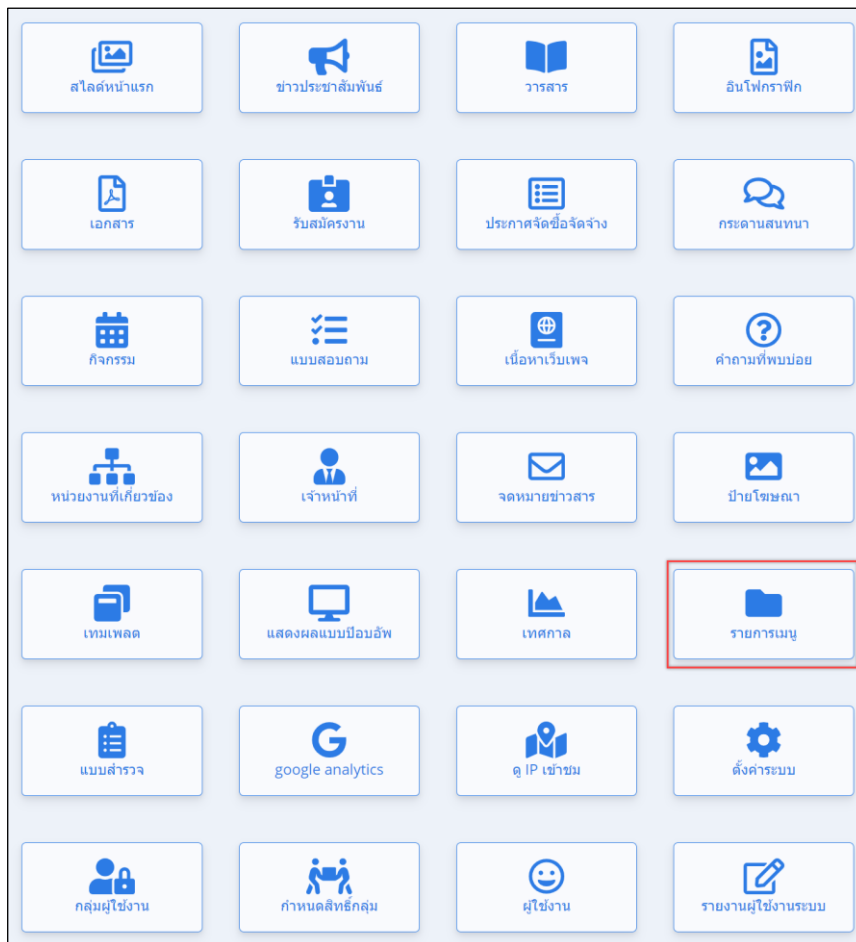 สไลด์หน้าแรก
ข่าวประชาสัมพันธ์
วารสาร
อินโฟกราฟิก
เอกสาร
รับสมัครงาน
ประกาศจัดซื้อจัดจ้าง
กระดานสนทนา
กิจกรรม
แบบสอบถาม
เนื้อหาเว็บเพจ
คำถามที่พบบ่อย
หน่วยงานที่เกี่ยวข้อง
เจ้าหน้าที่
จดหมายข่าวสาร
ป้ายโฆษณา
เทมเพลต
แสดงผลแบบป๊อบอัพ
เทศกาล
รายการเมนู
แบบสำรวจ
google analytics
ดู IP เข้าชม
ตั้งค่าระบบ
กลุ่มผู้ใช้งาน
กำหนดสิทธิ์กลุ่ม
ผู้ใช้งาน
รายงานผู้ใช้งานระบบ